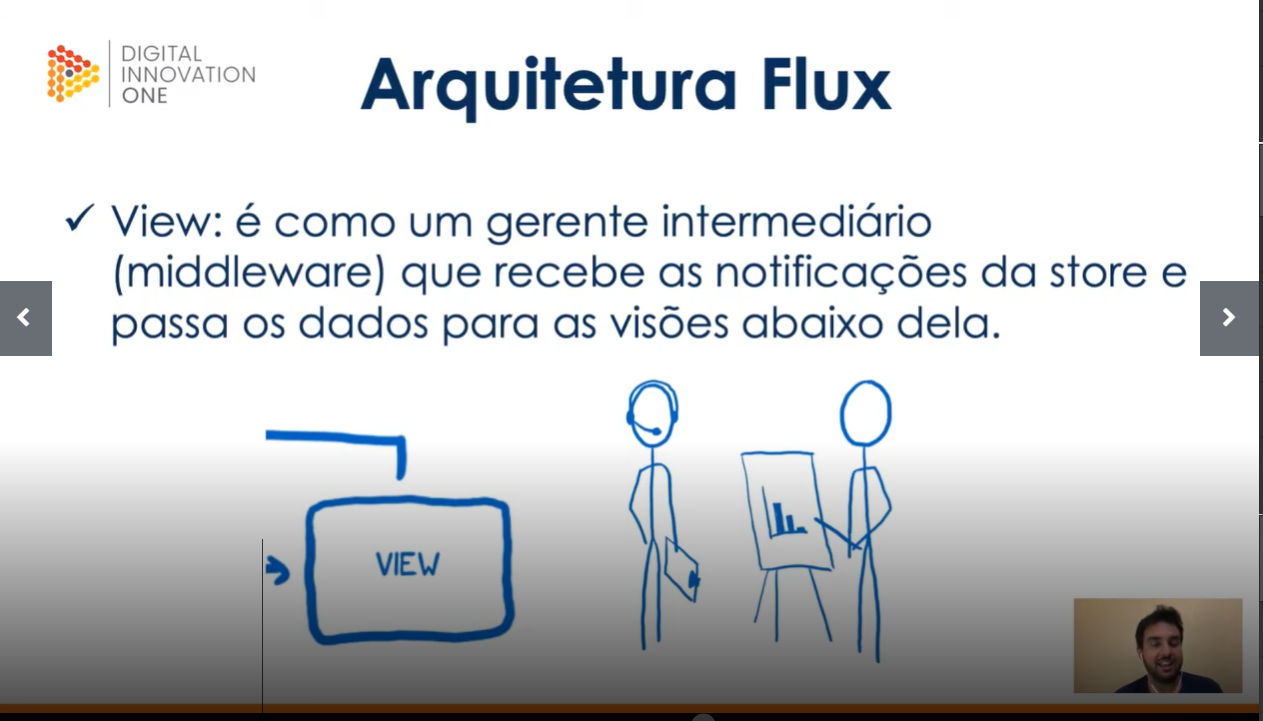 DIGITAL
INNOVATION
ONE
Arquitetura Flux
✓ View: é como um gerente intermediário
(middleware) que recebe as notificações da store e
passa os dados para as visões abaixo dela.
VIEW